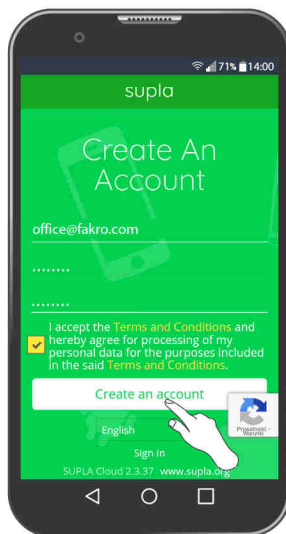 71% 14:00
supla
Create An
Account
office@fakro.com
........
........
I accept the Terms and Conditions and
hereby agree for processing of my
personal data for the purposes included
in the said Terms and Conditions.
Create an account
Prywatność -
Warunki
English
Sign In
SUPLA Cloud 2.3.37 www.supla.org